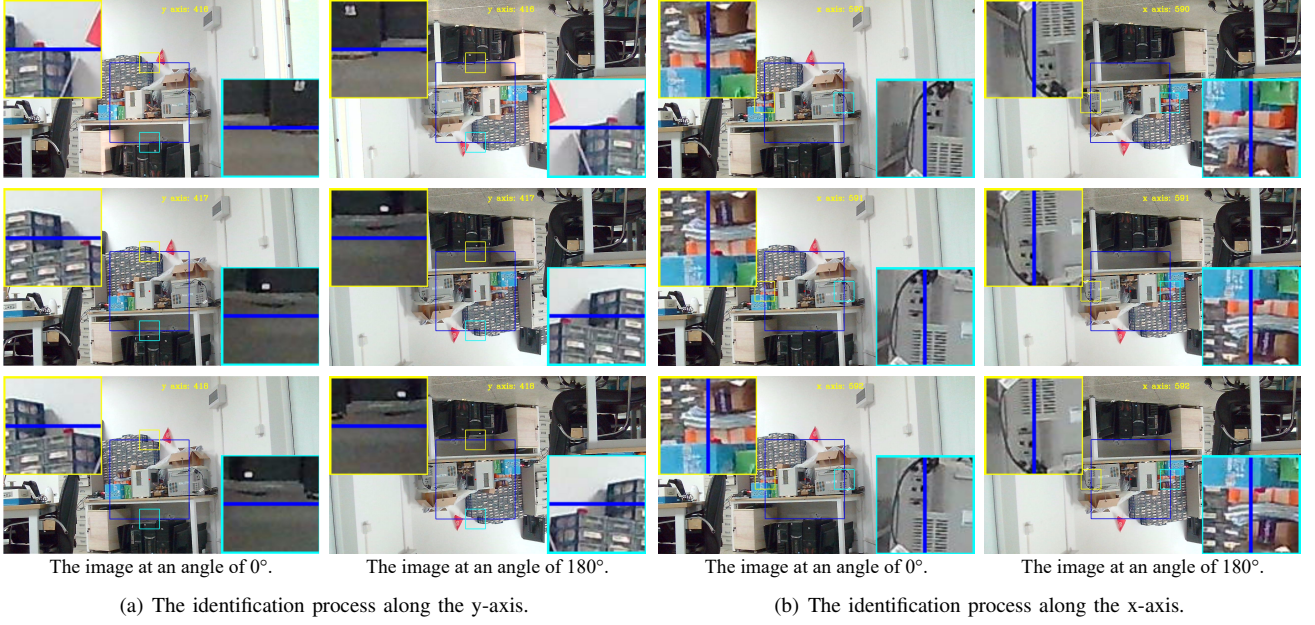 y axis: 416
y axis: 416
x axis: 590
x axis: 590
y axis: 417
y axis: 417
x axis: 591
x axis: 591
y axis: 418
y axis: 418
x axis: 592
x axis: 592
The image at an angle of 0°.
The image at an angle of 180°.
The image at an angle of 0°.
The image at an angle of 180°.
(a) The identification process along the y-axis.
(b) The identification process along the x-axis.